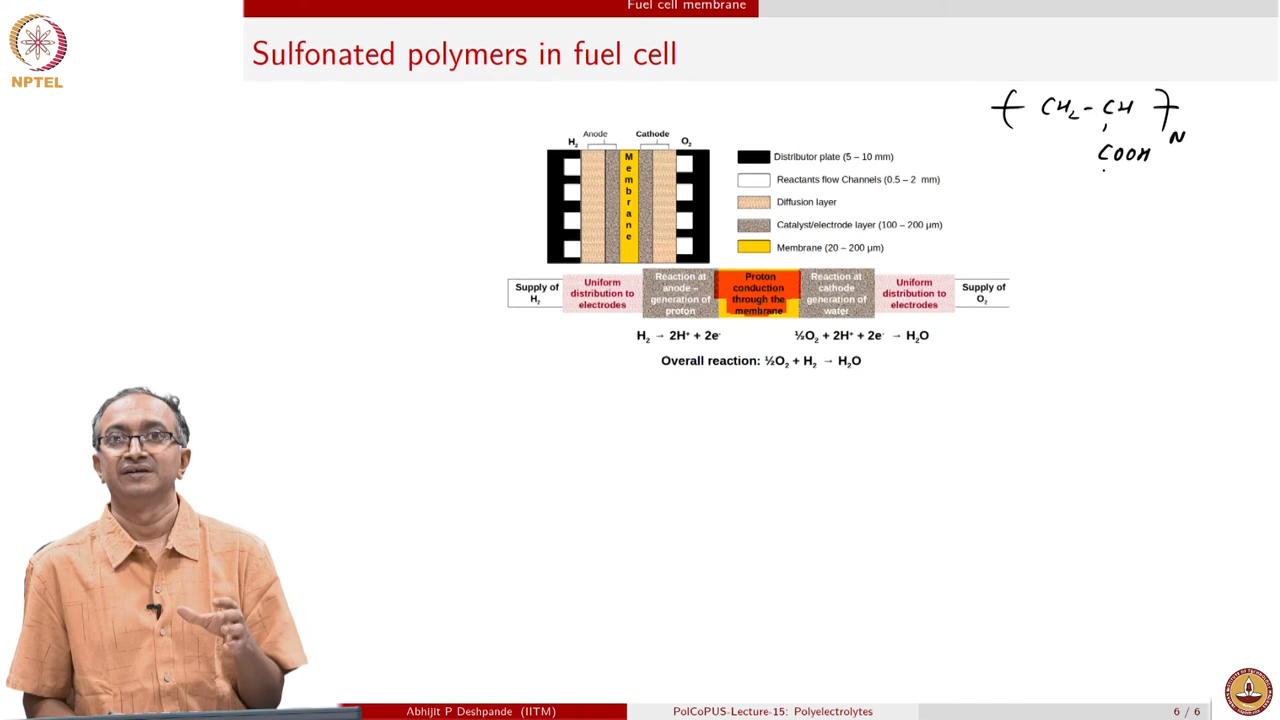 Fuel cell membrane
Sulfonated polymers in fuel cell
NPTEL
( CH2 - CH )N
COOH
H2
Anode
Cathode
O2
Membrane
Distributor plate (5 – 10 mm)
Reactants flow Channels (0.5 – 2 mm)
Diffusion layer
Catalyst/electrode layer (100 – 200 µm)
Membrane (20 – 200 µm)
Supply of
H2
Uniform
distribution to
electrodes
Reaction at
anode –
generation of
proton
Proton
conduction
through the
membrane
Reaction at
cathode
generation of
water
Uniform
distribution to
electrodes
Supply of
O2
H2 → 2H+ + 2e-
½O2 + 2H+ + 2e- → H2O
Overall reaction: ½O2 + H2 → H2O
Abhijit P Deshpande (IITM)
PolCoPUS-Lecture-15: Polyelectrolytes
6 / 6